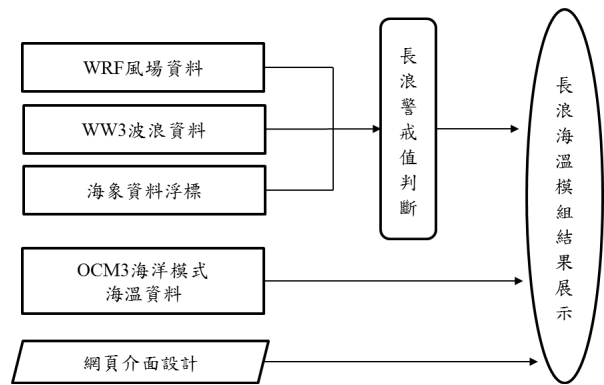 WRF風場資料
WW3波浪資料
海象資料浮標
OCM3海洋模式
海溫資料
網頁介面設計
長浪警戒值判斷
長浪海溫模組結果展示